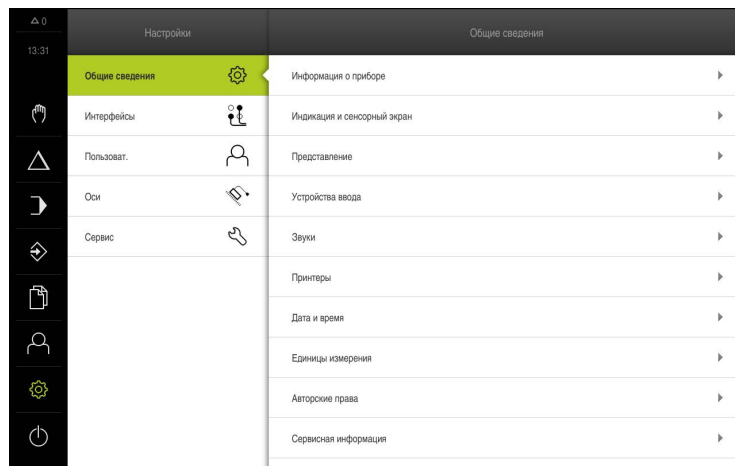 △ 0
13:31
Настройки
Общие сведения
Интерфейсы
Пользоват.
Оси
Сервис
Общие сведения
Информация о приборе
Индикация и сенсорный экран
Представление
Устройства ввода
Звуки
Принтеры
Дата и время
Единицы измерения
Авторские права
Сервисная информация